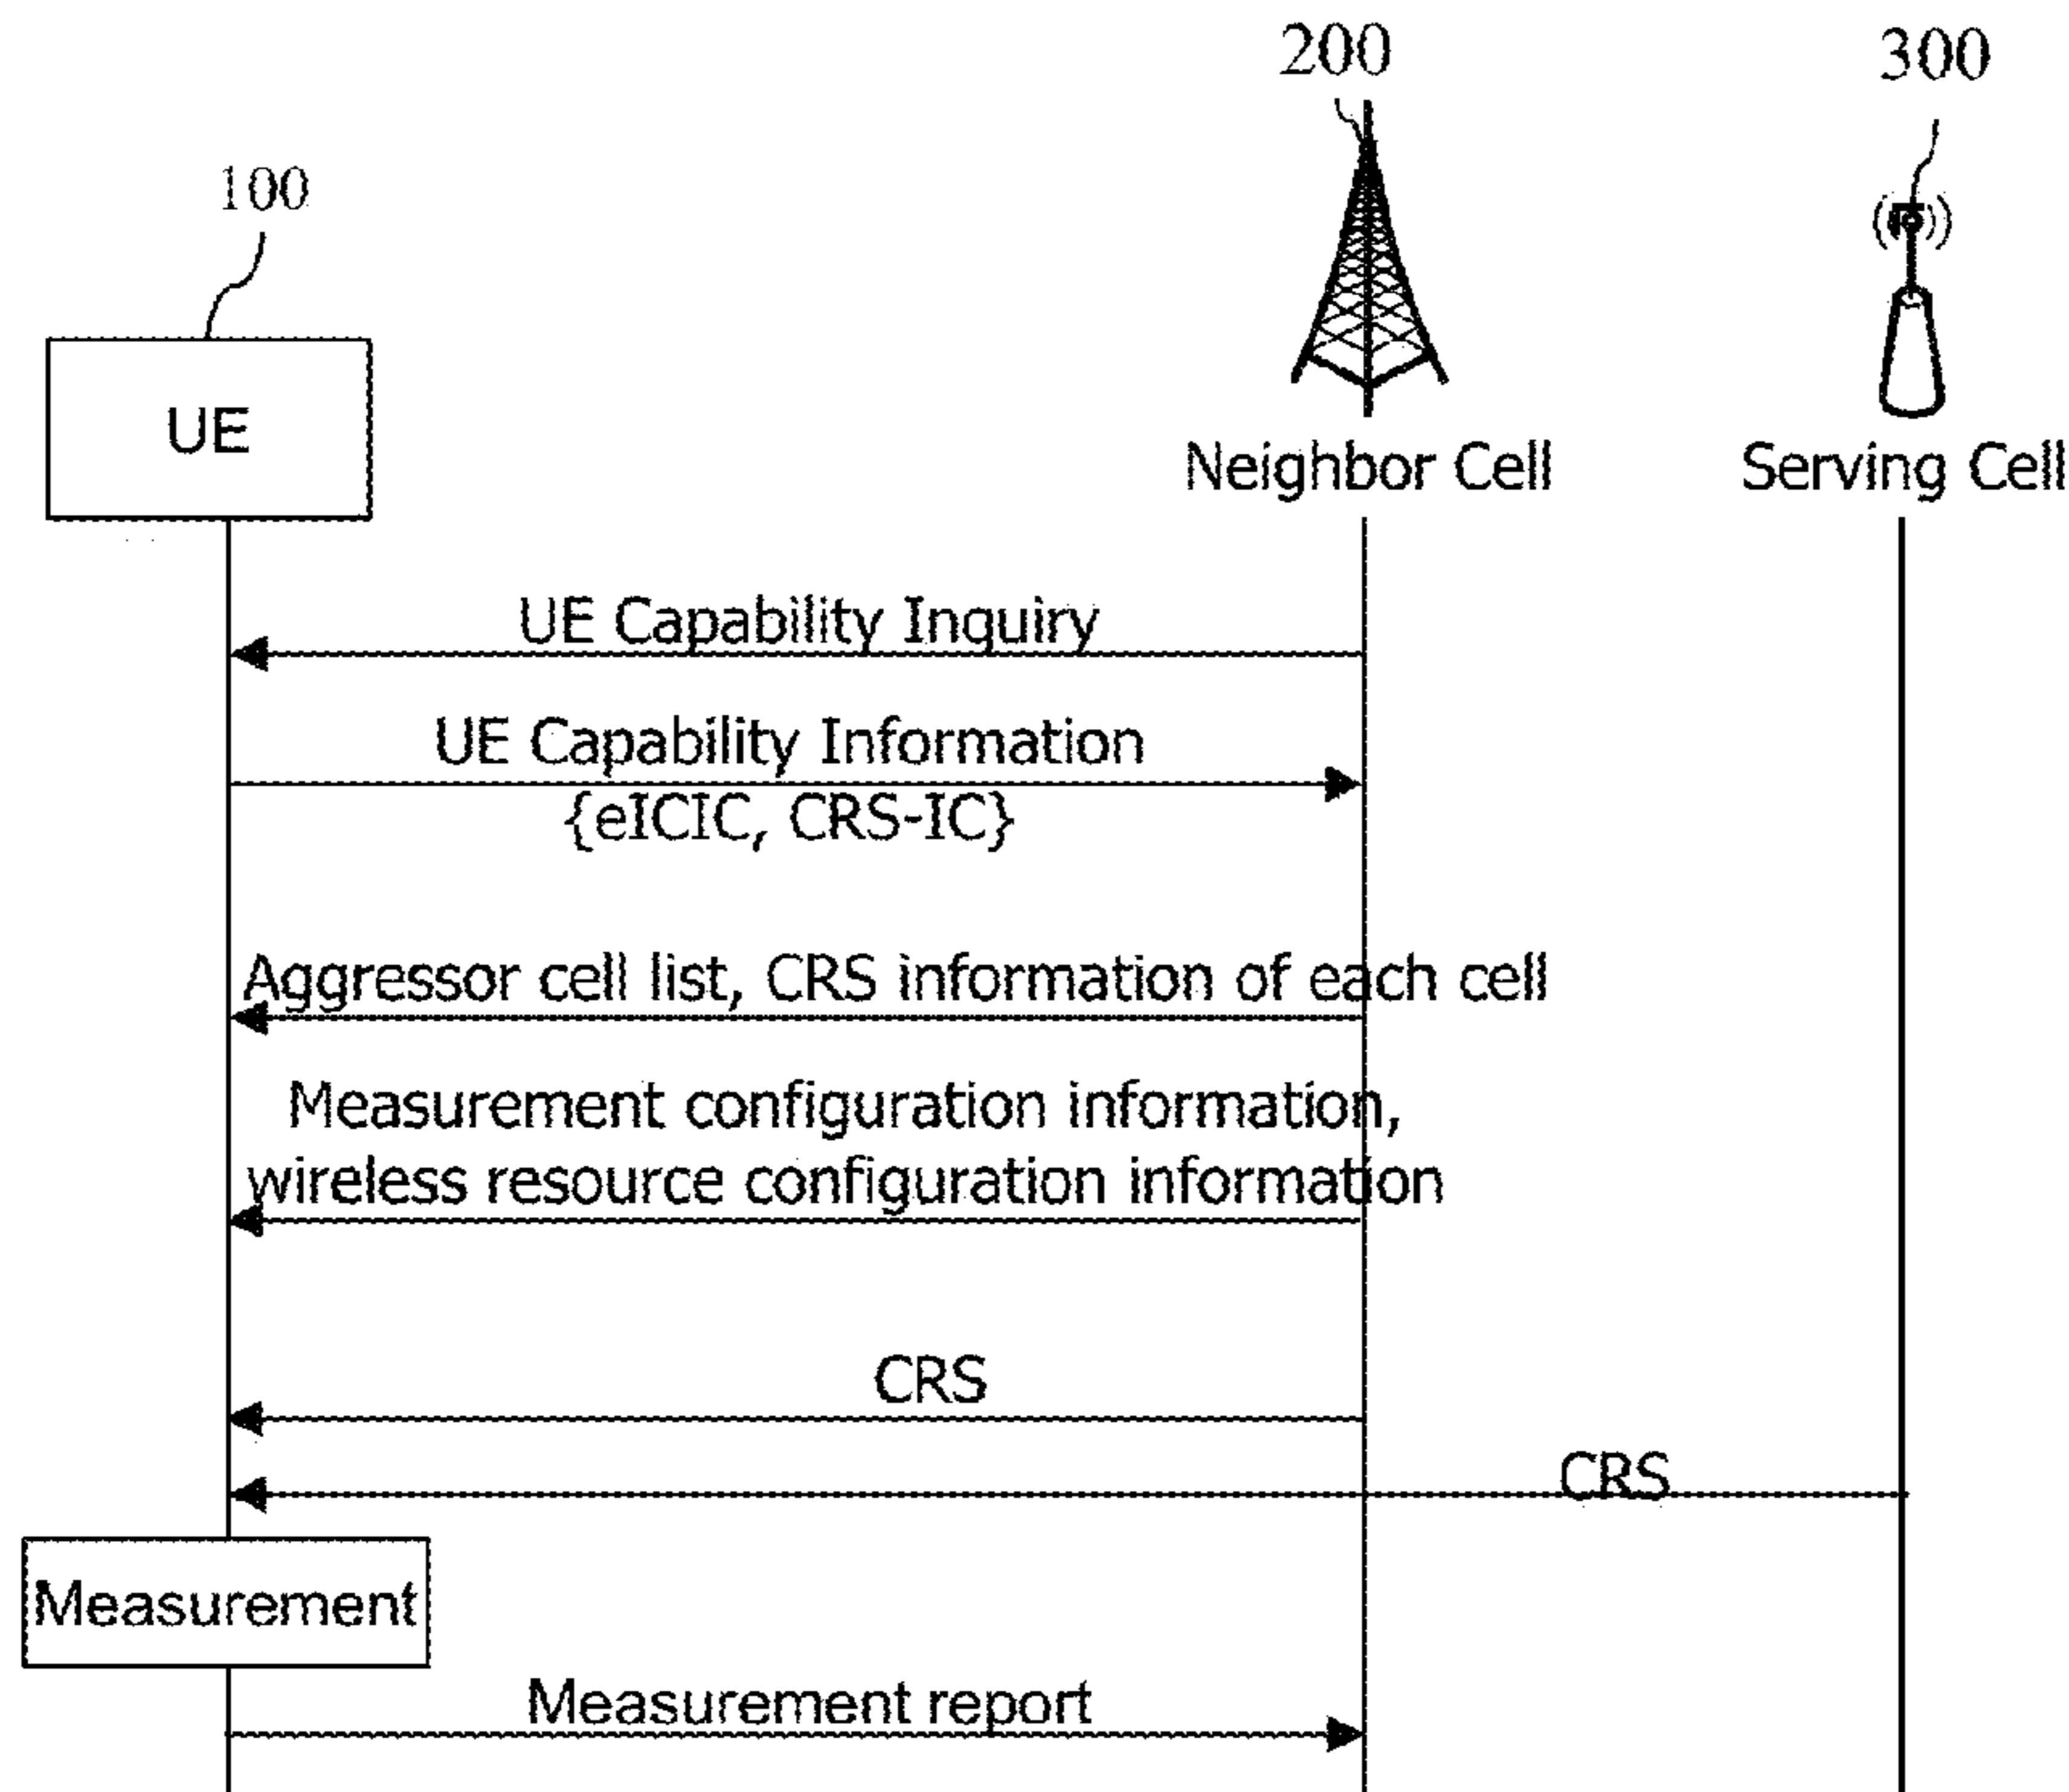 200
300
100
UE
Neighbor Cell
Serving Cell
UE Capability Inquiry
UE Capability Information
{eICIC, CRS-IC}
Aggressor cell list, CRS information of each cell
Measurement configuration information,
wireless resource configuration information
CRS
CRS
Measurement
Measurement report